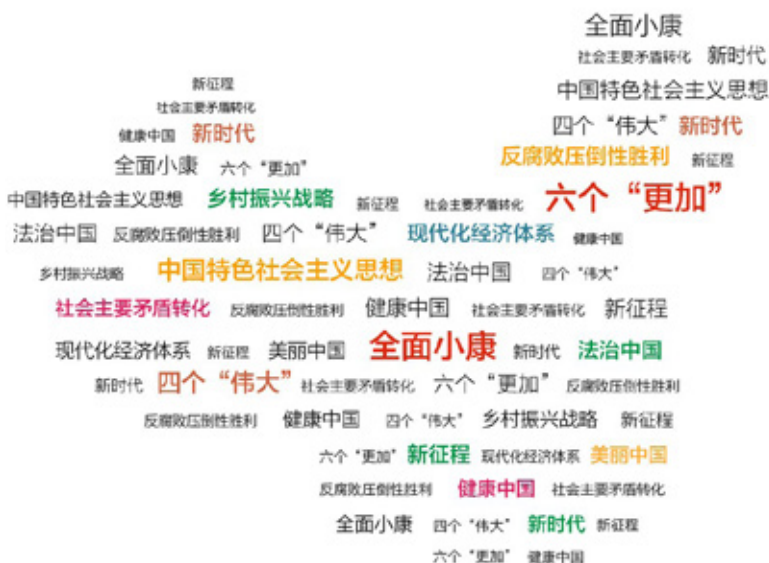 全面小康
社会主要矛盾转化 新时代
新征程 中国特色社会主义思想
社会主要矛盾转化
健康中国 新时代 四个“伟大” 新时代
全面小康 六个“更加” 反腐败压倒性胜利 新征程
中国特色社会主义思想 乡村振兴战略 新征程 社会主要矛盾转化 六个“更加”
法治中国 反腐败压倒性胜利 四个“伟大” 现代化经济体系 健康中国
乡村振兴战略 中国特色社会主义思想 法治中国 四个“伟大”
社会主要矛盾转化 反腐败压倒性胜利 健康中国 社会主要矛盾转化 新征程
现代化经济体系 新征程 美丽中国 全面小康 新时代 法治中国
新时代 四个“伟大” 社会主要矛盾转化 六个“更加” 反腐败压倒性胜利
反腐败压倒性胜利 健康中国 四个“伟大” 乡村振兴战略 新征程
六个“更加” 新征程 现代化经济体系 美丽中国
反腐败压倒性胜利 健康中国 社会主要矛盾转化
全面小康 四个“伟大” 新时代 新征程
六个“更加” 健康中国